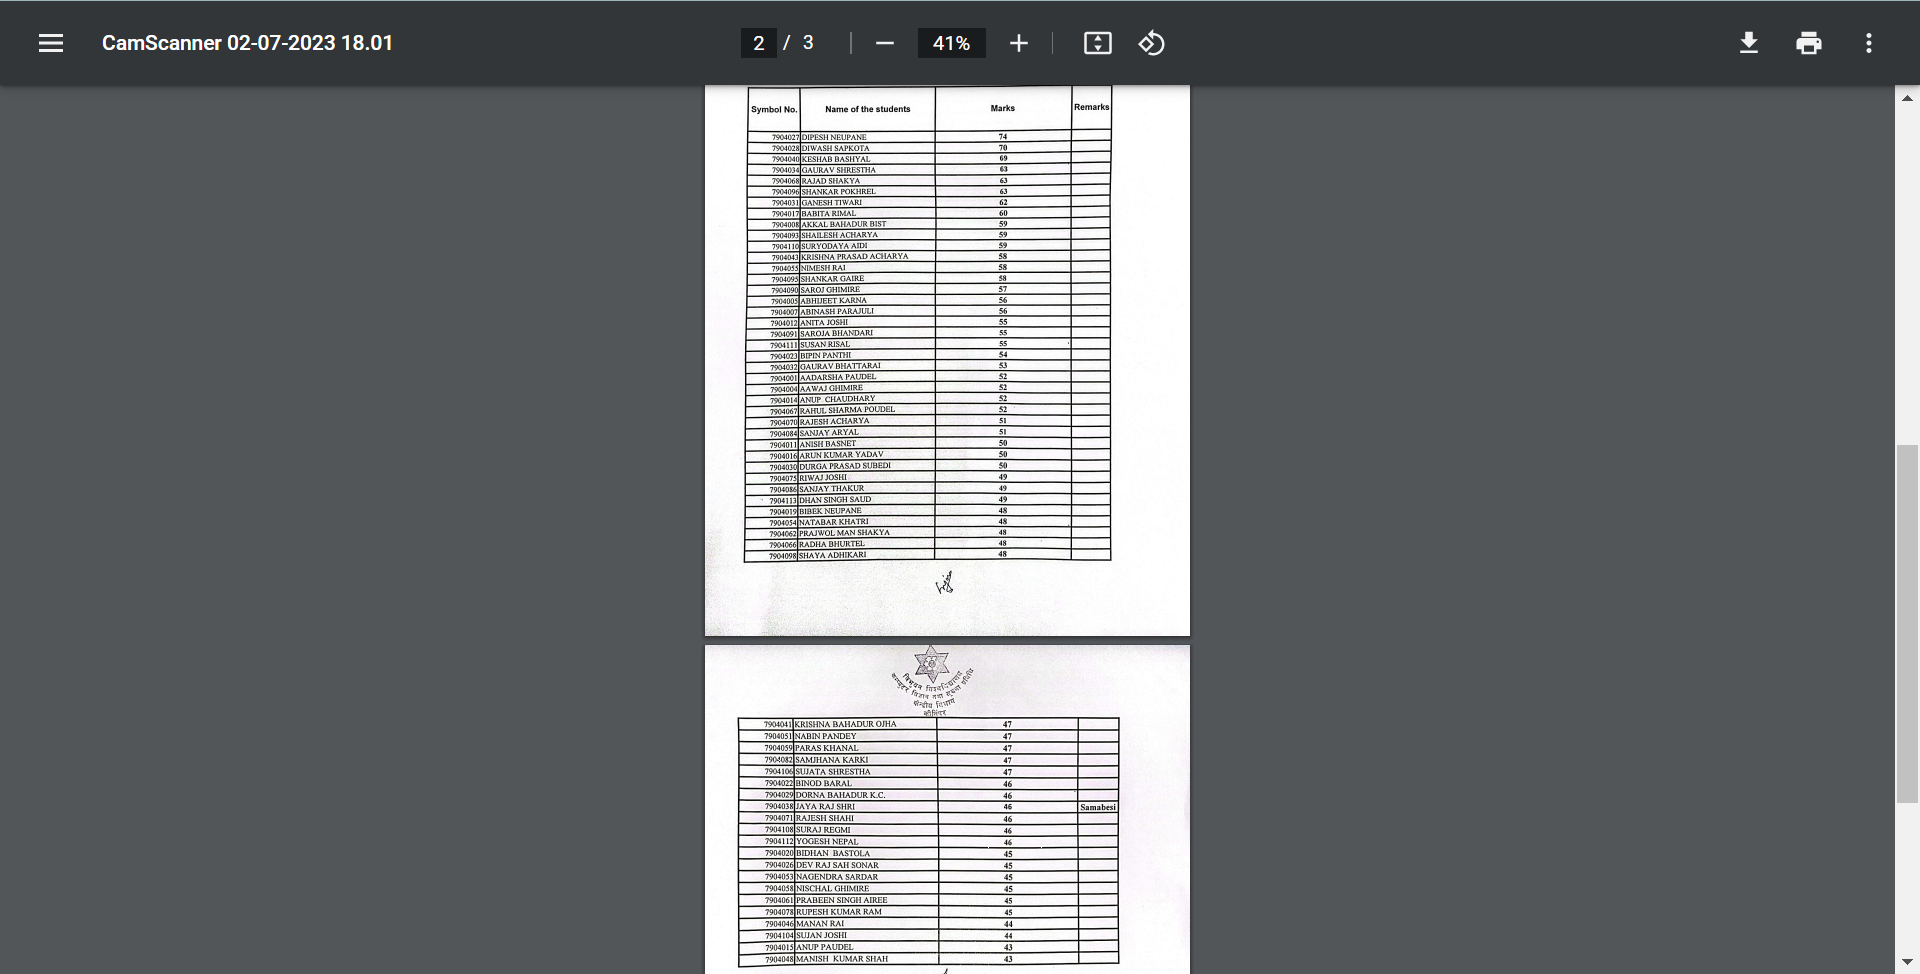 CamScanner 02-07-2023 18.01
2 / 3
41%
Symbol No. Name of the students Marks Remarks
7904027 DIPESH NEUPANE 74
7904028 DIWASH SAPKOTA 70
7904040 KESHAB BASHYAL 69
7904034 GAURAV SHRESTHA 63
7904068 RAJAD SHAKYA 63
7904096 SHANKAR POKHREL 63
7904031 GANESH TIWARI 62
7904017 BABITA RIMAL 60
7904008 AKKAL BAHADUR BIST 59
7904093 SHAILESH ACHARYA 59
7904110 SURYODAYA AIDI 59
7904043 KRISHNA PRASAD ACHARYA 58
7904055 NIMESH RAI 58
7904095 SHANKAR GAIRE 58
7904090 SAROJ GHIMIRE 57
7904005 ABHIJEET KARNA 56
7904007 ABINASH PARAJULI 56
7904012 ANITA JOSHI 55
7904091 SAROJA BHANDARI 55
7904111 SUSAN RISAL 55
7904023 BIPIN PANTHI 54
7904032 GAURAV BHATTARAI 53
7904001 AADARSHA PAUDEL 52
7904004 AAWAJ GHIMIRE 52
7904014 ANUP CHAUDHARY 52
7904067 RAHUL SHARMA POUDEL 52
7904070 RAJESH ACHARYA 51
7904084 SANJAY ARYAL 51
7904011 ANISH BASNET 50
7904016 ARUN KUMAR YADAV 50
7904030 DURGA PRASAD SUBEDI 50
7904075 RIWAJ JOSHI 49
7904086 SANJAY THAKUR 49
7904113 DHAN SINGH SAUD 49
7904019 BIBEK NEUPANE 48
7904054 NATABAR KHATRI 48
7904062 PRAJWOL MAN SHAKYA 48
7904066 RADHA BHURTEL 48
7904098 SHAYA ADHIKARI 48
त्रिभुवन विश्वविद्यालय
कम्प्युटर विज्ञान तथा सूचना प्रविधि
केन्द्रीय विभाग
कीर्तिपुर
7904041 KRISHNA BAHADUR OJHA 47
7904051 NABIN PANDEY 47
7904059 PARAS KHANAL 47
7904082 SAMJHANA KARKI 47
7904106 SUJATA SHRESTHA 47
7904022 BINOD BARAL 46
7904029 DORNA BAHADUR K.C. 46
7904038 JAYA RAJ SHRI 46 Samabesi
7904071 RAJESH SHAHI 46
7904108 SURAJ REGMI 46
7904112 YOGESH NEPAL 46
7904020 BIDHAN BASTOLA 45
7904026 DEV RAJ SAH SONAR 45
7904053 NAGENDRA SARDAR 45
7904058 NISCHAL GHIMIRE 45
7904061 PRABEEN SINGH AIREE 45
7904078 RUPESH KUMAR RAM 45
7904046 MANAN RAI 44
7904104 SUJAN JOSHI 44
7904015 ANUP PAUDEL 43
7904048 MANISH KUMAR SHAH 43